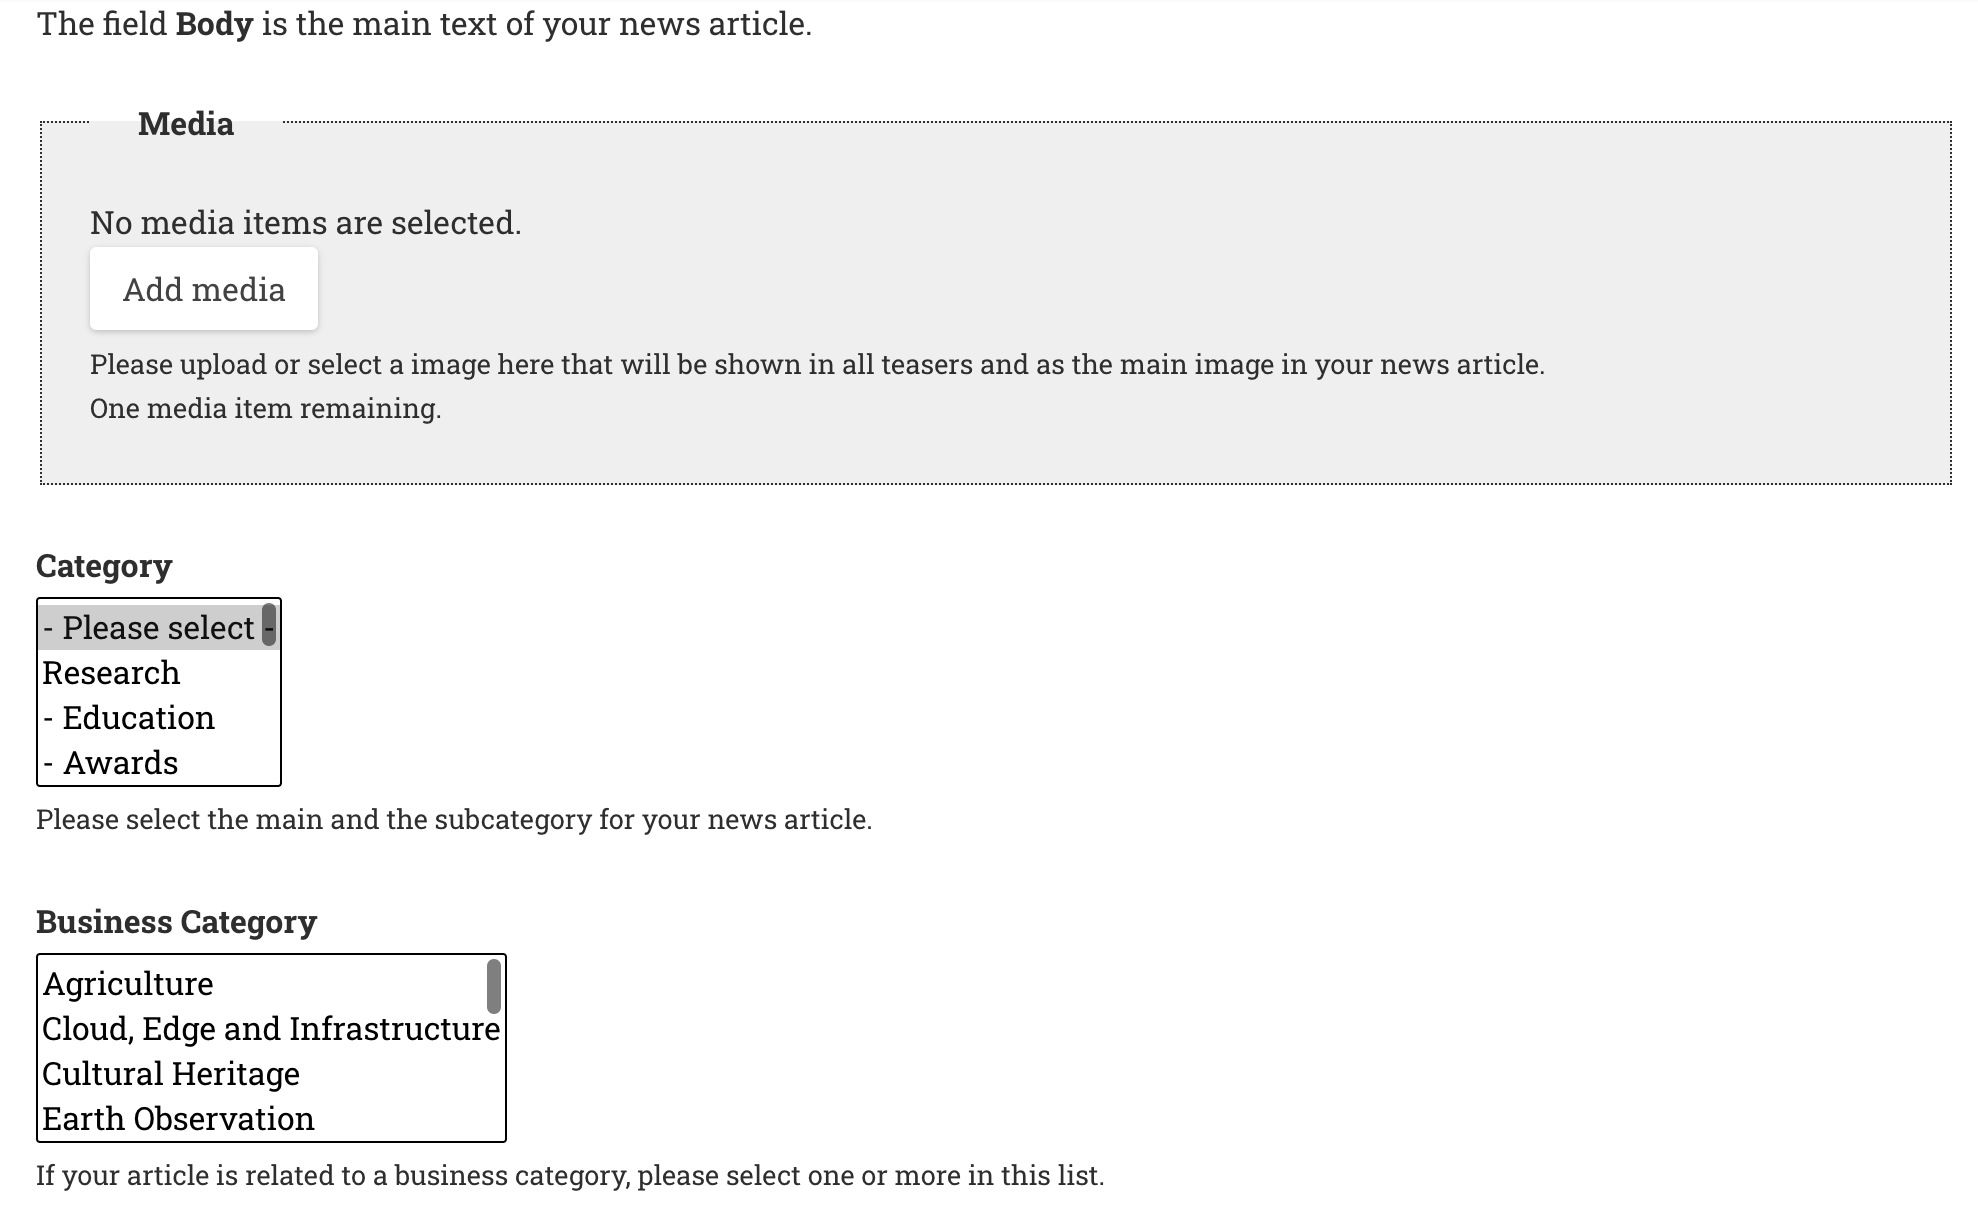 The field Body is the main text of your news article.
Media
No media items are selected.
Add media
Please upload or select a image here that will be shown in all teasers and as the main image in your news article.
One media item remaining.
Category
- Please select -
Research
- Education
- Awards
Please select the main and the subcategory for your news article.
Business Category
Agriculture
Cloud, Edge and Infrastructure
Cultural Heritage
Earth Observation
If your article is related to a business category, please select one or more in this list.